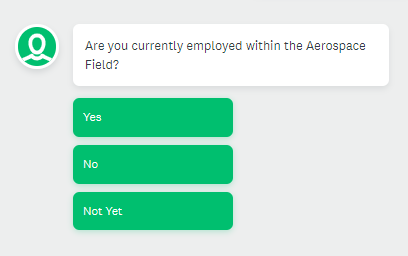 Are you currently employed within the Aerospace
Field?
Yes
No
Not Yet